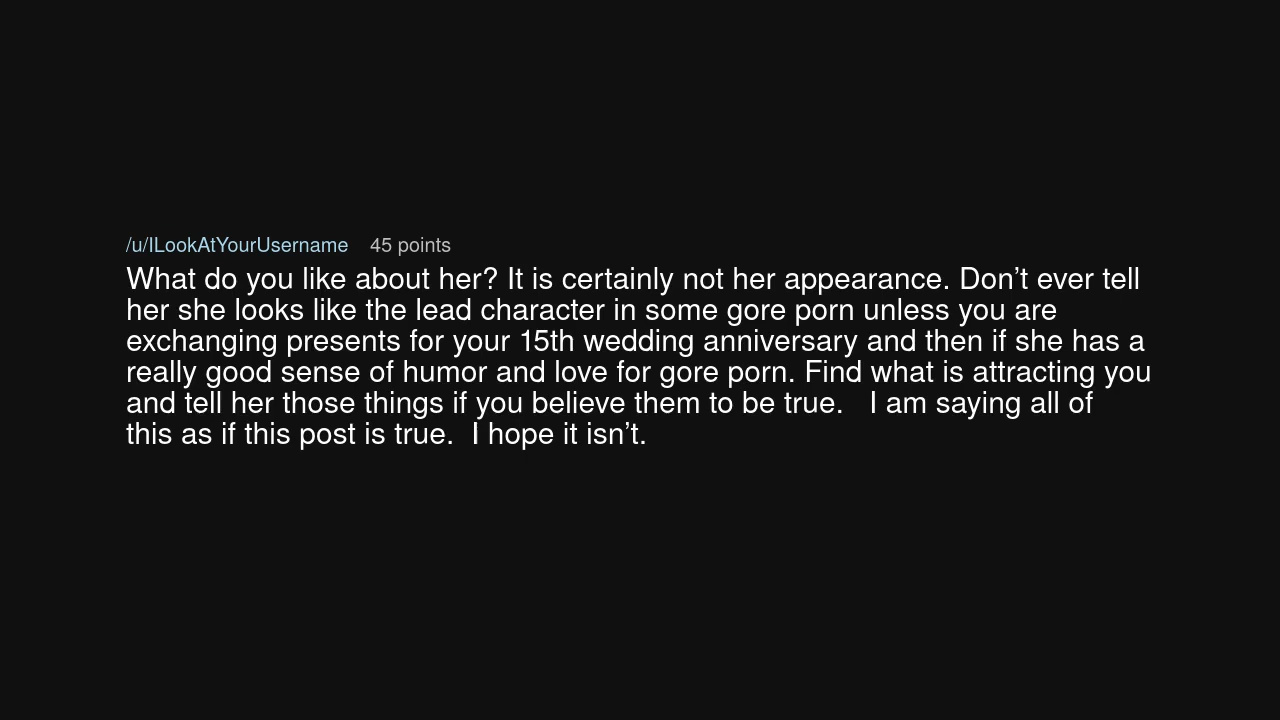 /u/ILookAtYourUsername 45 points
What do you like about her? It is certainly not her appearance. Don’t ever tell
her she looks like the lead character in some gore porn unless you are
exchanging presents for your 15th wedding anniversary and then if she has a
really good sense of humor and love for gore porn. Find what is attracting you
and tell her those things if you believe them to be true.   I am saying all of
this as if this post is true.  I hope it isn’t.